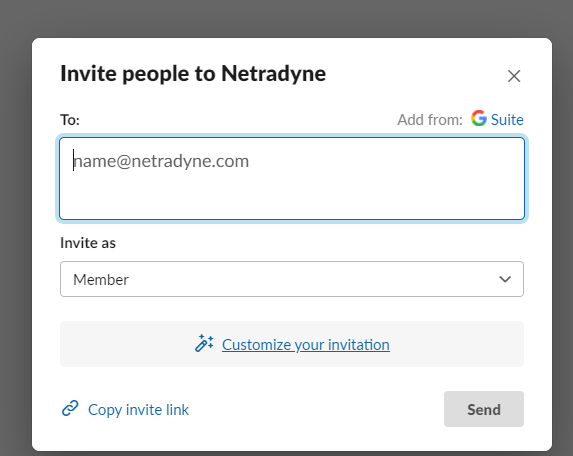 Invite people to Netradyne
To:
Add from: G Suite
name@netradyne.com
Invite as
Member
Customize your invitation
Copy invite link
Send